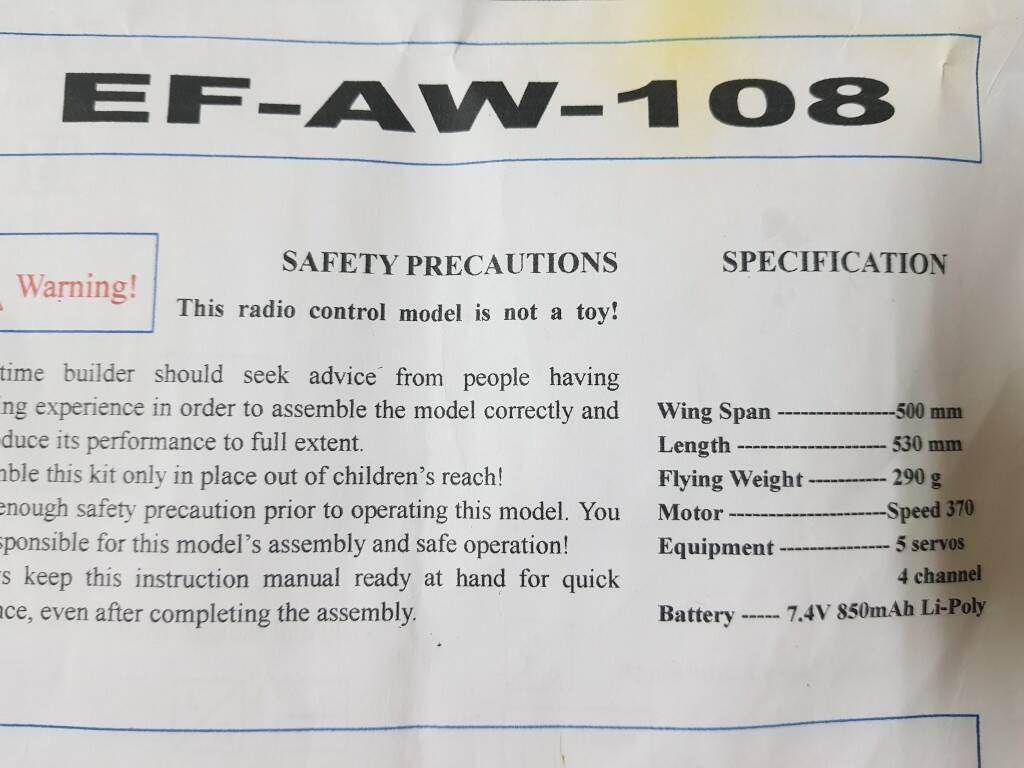 EF-AW-108
Warning!
SAFETY PRECAUTIONS
This radio control model is not a toy!
time builder should seek advice from people having
experience in order to assemble the model correctly and
its performance to full extent.
this kit only in place out of children's reach!
enough safety precaution prior to operating this model. You
for this model's assembly and safe operation!
keep this instruction manual ready at hand for quick
even after completing the assembly.
SPECIFICATION
Wing Span ---------------500 mm
Length ------------------- 530 mm
Flying Weight ---------- 290 g
Motor --------------------Speed 370
Equipment -------------- 5 servos
4 channel
Battery ----- 7.4V 850mAh Li-Poly